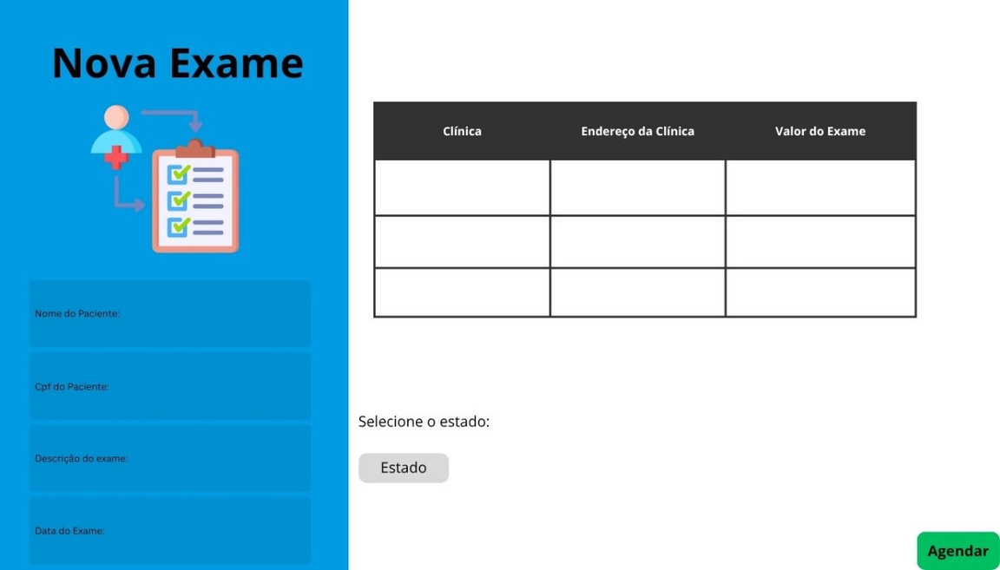 Nova Exame
Nome do Paciente:
Cpf do Paciente:
Descrição do exame:
Data do Exame:
Clínica Endereço da Clínica Valor do Exame
Selecione o estado:
Estado
Agendar